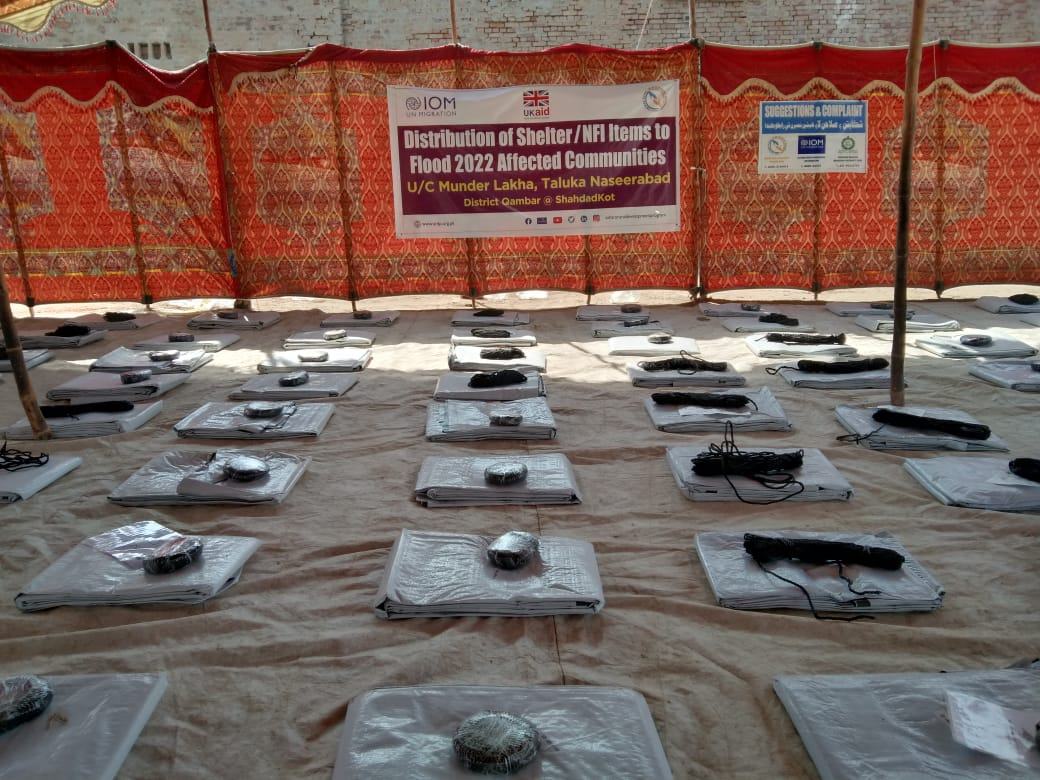 IOM
UN MIGRATION
UKaid
Distribution of Shelter/NFI Items to
Flood 2022 Affected Communities
U/C Munder Lakha, Taluka Naseerabad
District Qambar @ ShahdadKot
SUGGESTIONS & COMPLAINT
IOM